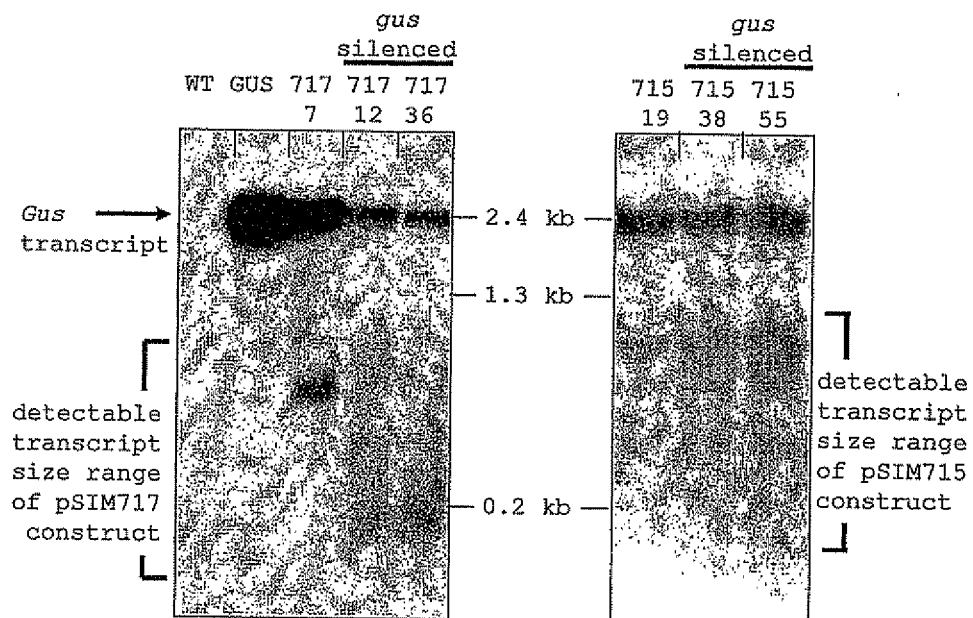 gus
silenced
WT GUS 717 717 717
7 12 36
gus
silenced
715 715 715
19 38 55
Gus
transcript
2.4 kb
1.3 kb
0.2 kb
detectable
transcript
size range
of pSIM717
construct
detectable
transcript
size range
of pSIM715
construct